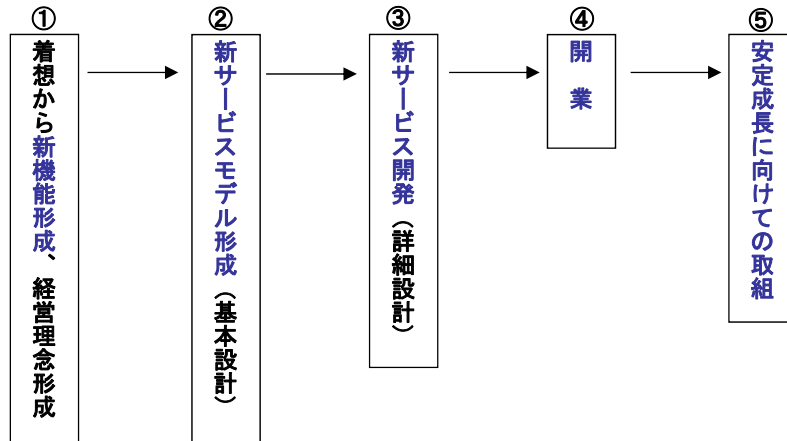 ①
着想から新機能形成、経営理念形成
②
新サービスモデル形成（基本設計）
③
新サービス開発（詳細設計）
④
開　業
⑤
安定成長に向けての取組